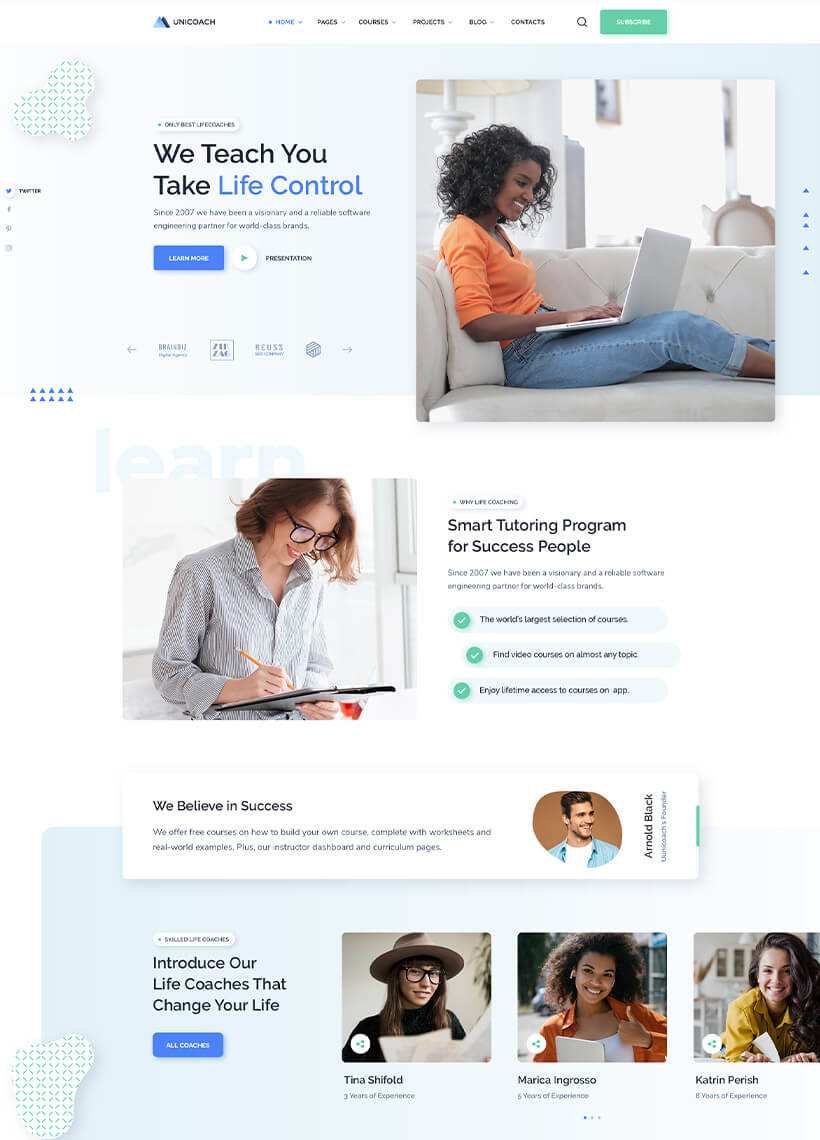 UNICOACH
HOME
PAGES
COURSES
PROJECTS
BLOG
CONTACTS
SUBSCRIBE
ONLY BEST LIFECOACHES
We Teach You
Take Life Control
Since 2007 we have been a visionary and a reliable software
engineering partner for world-class brands.
TWITTER
LEARN MORE
PRESENTATION
BRAINBIZ
Digital Agency
ZIG
ZAG
REUSS
SEO COMPANY
learn
WHY LIFE COACHING
Smart Tutoring Program
for Success People
Since 2007 we have been a visionary and a reliable software
engineering partner for world-class brands.
The world's largest selection of courses.
Find video courses on almost any topic.
Enjoy lifetime access to courses on app.
We Believe in Success
We offer free courses on how to build your own course, complete with worksheets and
real-world examples. Plus, our instructor dashboard and curriculum pages.
Arnold Black
Uunicoach's Founder
SKILLED LIFE COACHES
Introduce Our
Life Coaches That
Change Your Life
ALL COACHES
Tina Shifold
3 Years of Experience
Marica Ingrosso
5 Years of Experience
Katrin Perish
8 Years of Experience